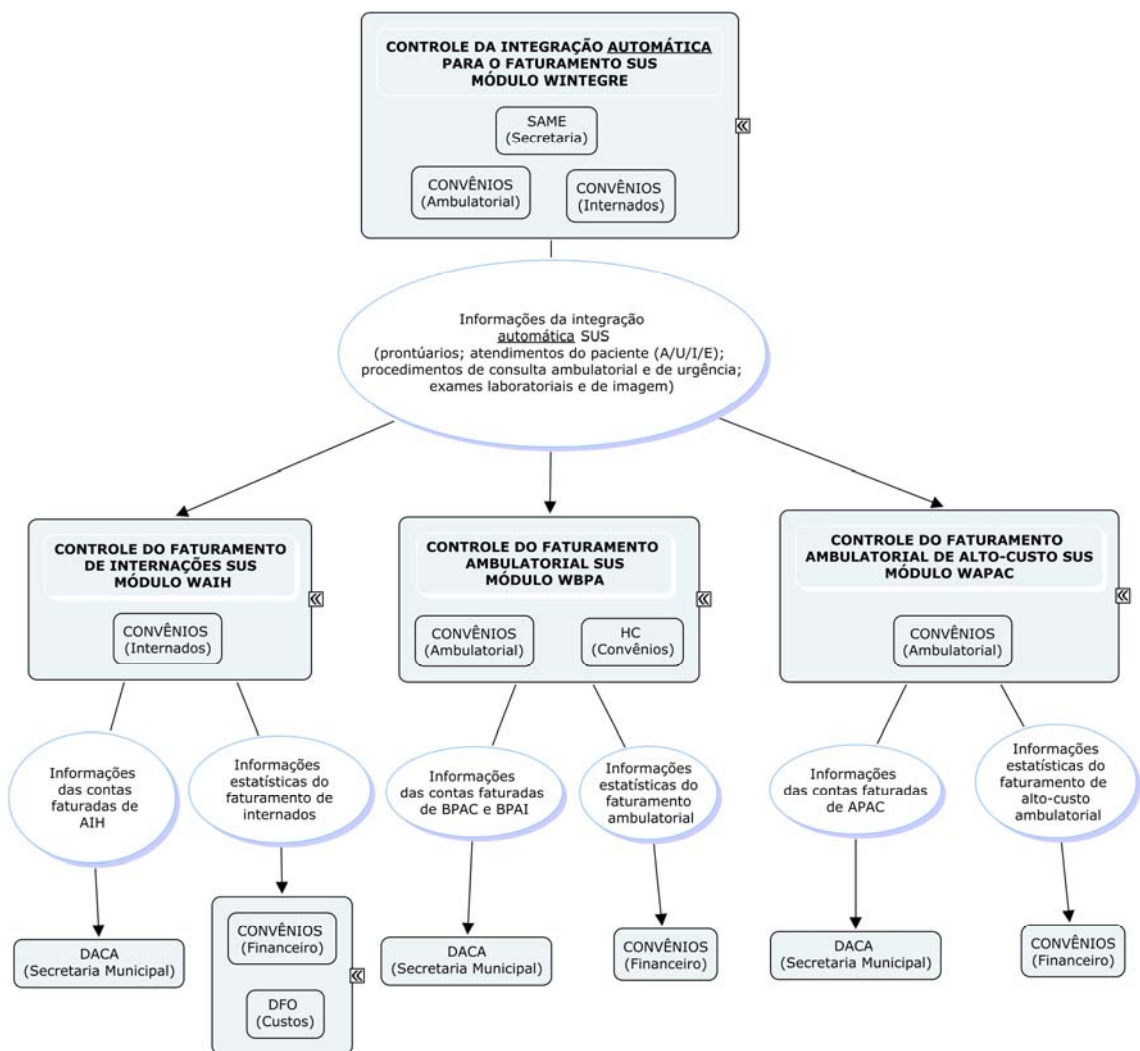 CONTROLE DA INTEGRAÇÃO AUTOMÁTICA
PARA O FATURAMENTO SUS
MÓDULO WINTEGRE
SAME
(Secretaria)
CONVÊNIOS
(Ambulatorial)
CONVÊNIOS
(Internados)
Informações da integração
automática SUS
(prontúarios; atendimentos do paciente (A/U/I/E);
procedimentos de consulta ambulatorial e de urgência;
exames laboratoriais e de imagem)
CONTROLE DO FATURAMENTO
DE INTERNAÇÕES SUS
MÓDULO WAIH
CONVÊNIOS
(Internados)
CONTROLE DO FATURAMENTO
AMBULATORIAL SUS
MÓDULO WBPA
CONVÊNIOS
(Ambulatorial)
HC
(Convênios)
CONTROLE DO FATURAMENTO
AMBULATORIAL DE ALTO-CUSTO SUS
MÓDULO WAPAC
CONVÊNIOS
(Ambulatorial)
Informações
das contas
faturadas de
AIH
Informações
estatísticas do
faturamento de
internados
Informações
das contas faturadas
de BPAC e BPAI
Informações
estatísticas do
faturamento
ambulatorial
Informações
das contas faturadas
de APAC
Informações
estatísticas do
faturamento de
alto-custo
ambulatorial
DACA
(Secretaria Municipal)
CONVÊNIOS
(Financeiro)
DFO
(Custos)
DACA
(Secretaria Municipal)
CONVÊNIOS
(Financeiro)
DACA
(Secretaria Municipal)
CONVÊNIOS
(Financeiro)